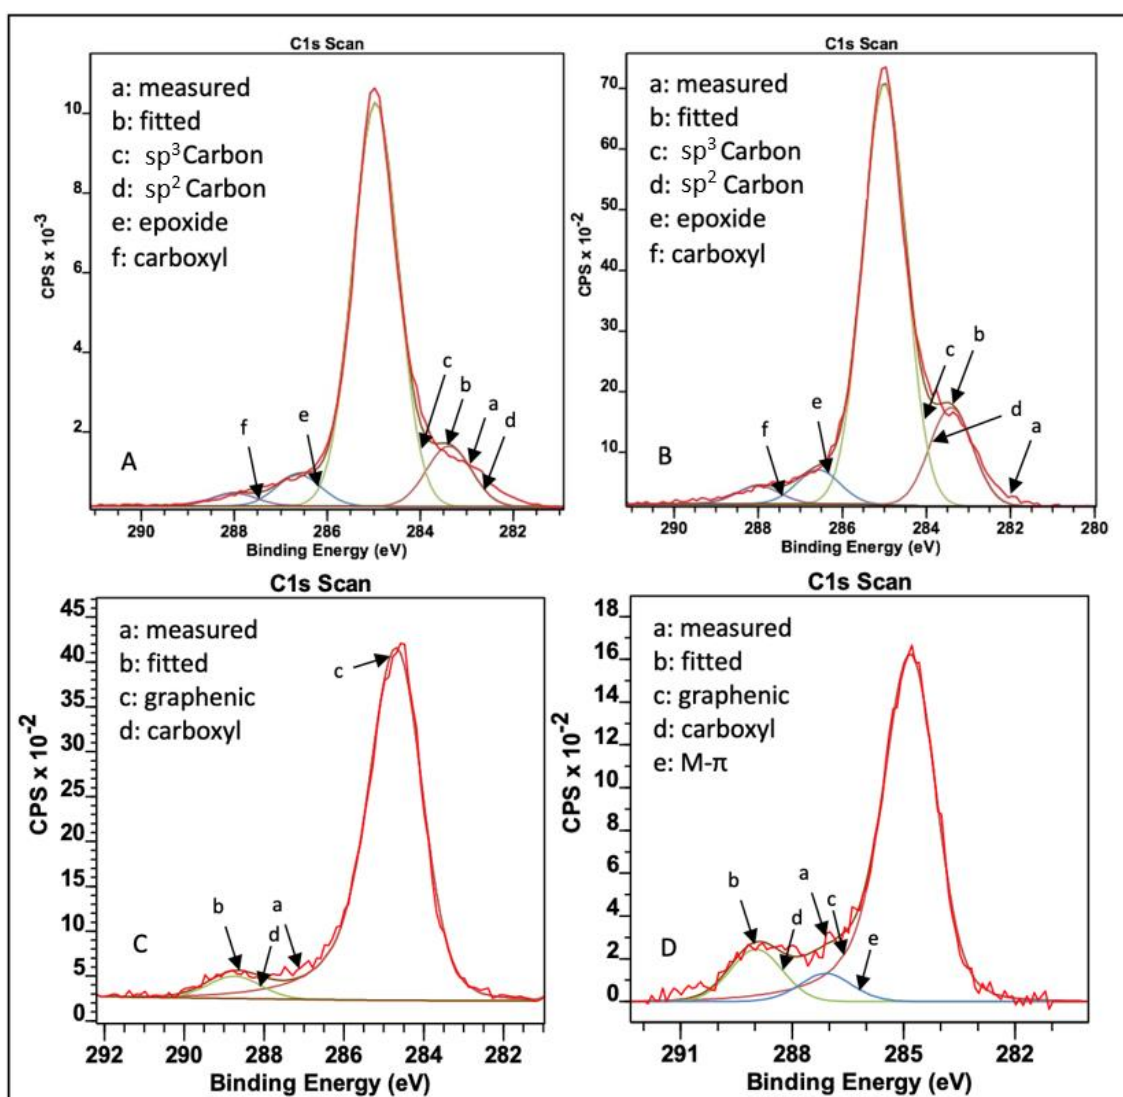 C1s Scan
a: measured
b: fitted
c: sp³ Carbon
d: sp² Carbon
e: epoxide
f: carboxyl
CPS x 10⁻³
10
8
6
4
2
c
b
a
d
e
f
A
290 288 286 284 282
Binding Energy (eV)
C1s Scan
a: measured
b: fitted
c: sp³ Carbon
d: sp² Carbon
e: epoxide
f: carboxyl
CPS x 10⁻²
70
60
50
40
30
20
10
b
c
d
a
e
f
B
290 288 286 284 282 280
Binding Energy (eV)
C1s Scan
a: measured
b: fitted
c: graphenic
d: carboxyl
CPS x 10⁻²
45
40
35
30
25
20
15
10
5
0
c
b
a
d
C
292 290 288 286 284 282
Binding Energy (eV)
C1s Scan
a: measured
b: fitted
c: graphenic
d: carboxyl
e: M-π
CPS x 10⁻²
18
16
14
12
10
8
6
4
2
0
b
a
d
c
e
D
291 288 285 282
Binding Energy (eV)